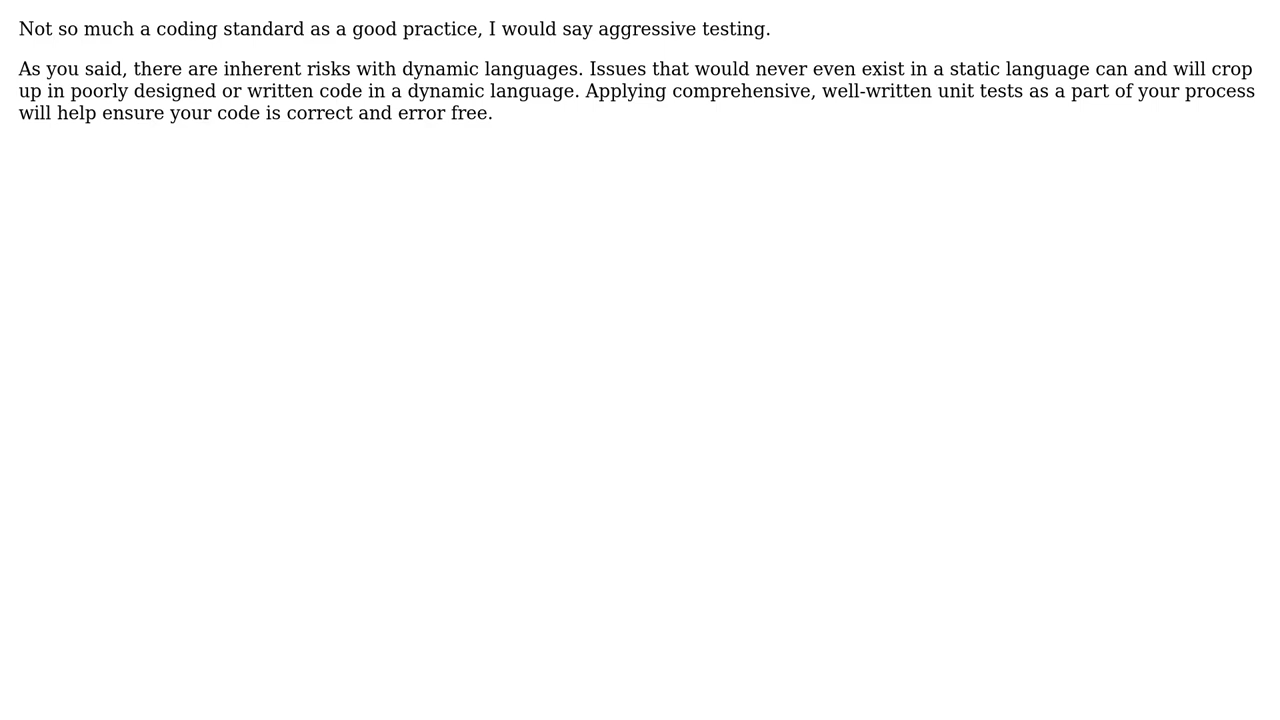 Not so much a coding standard as a good practice, I would say aggressive testing.
As you said, there are inherent risks with dynamic languages. Issues that would never even exist in a static language can and will crop
up in poorly designed or written code in a dynamic language. Applying comprehensive, well-written unit tests as a part of your process
will help ensure your code is correct and error free.